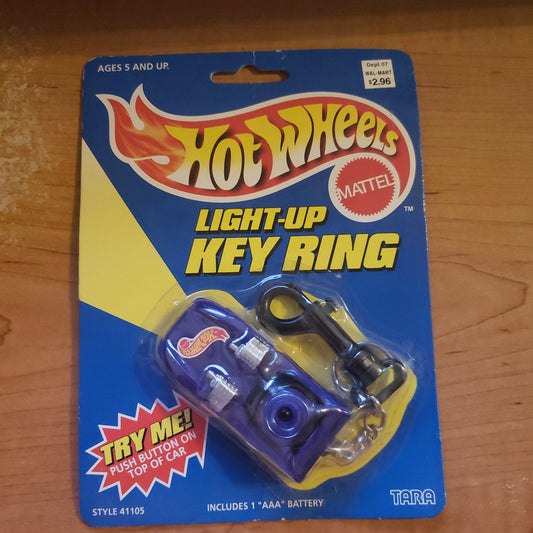 AGES 5 AND UP.
Dept.07
WAL-MART
$2.96
HOT WHEELS
MATTEL
TM
LIGHT-UP
KEY RING
TRY ME!
PUSH BUTTON ON
TOP OF CAR
STYLE 41105
INCLUDES 1 "AAA" BATTERY
TARA